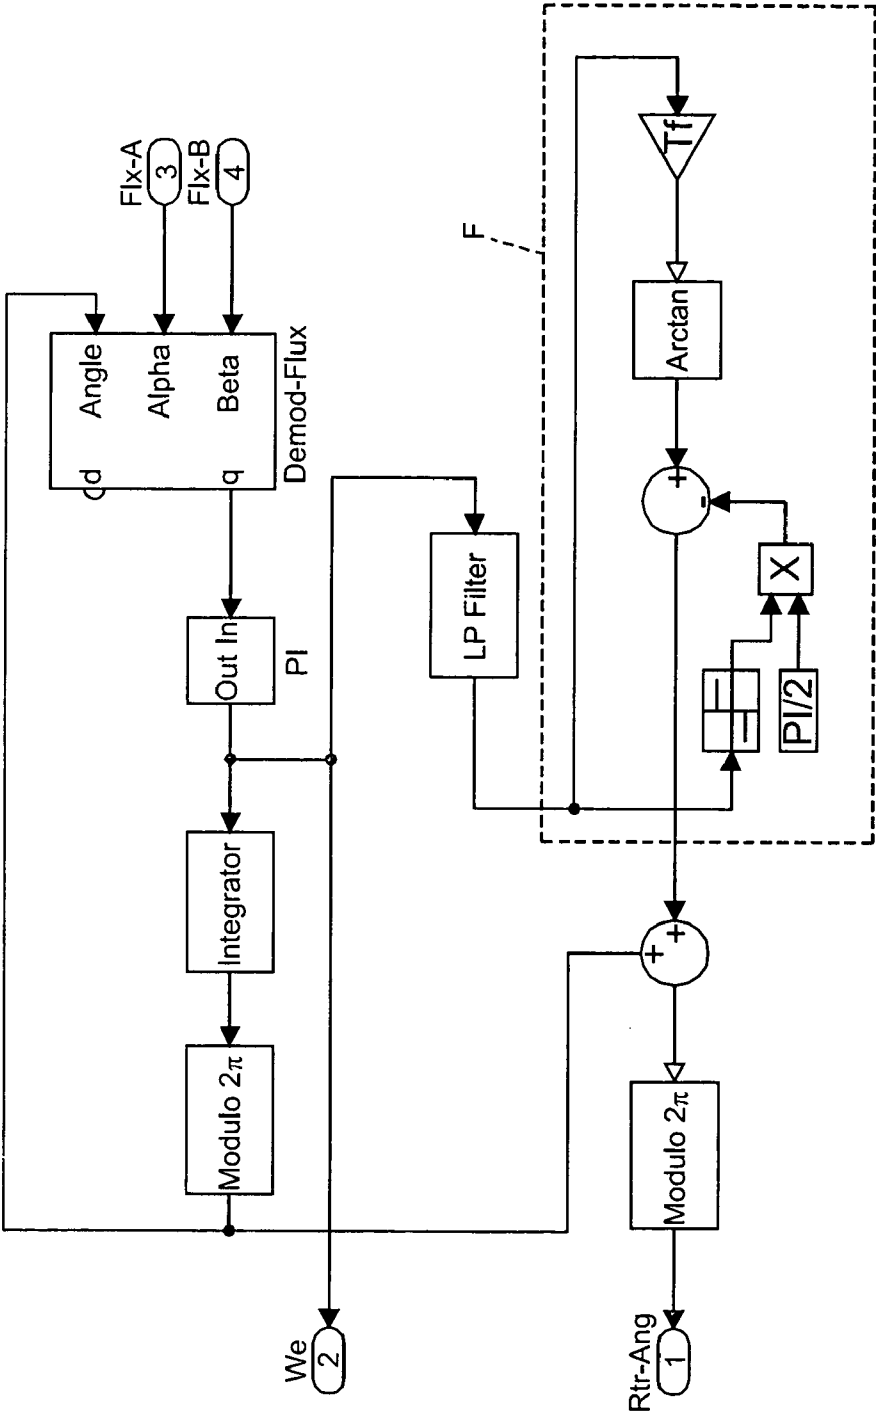 Flx-A
3
Flx-B
4
Angle
Alpha
Beta
d
q
Demod-Flux
Out In
PI
Integrator
Modulo 2π
We
2
LP Filter
F
Tf
Arctan
+
-
X
PI/2
+
+
Modulo 2π
Rtr-Ang
1